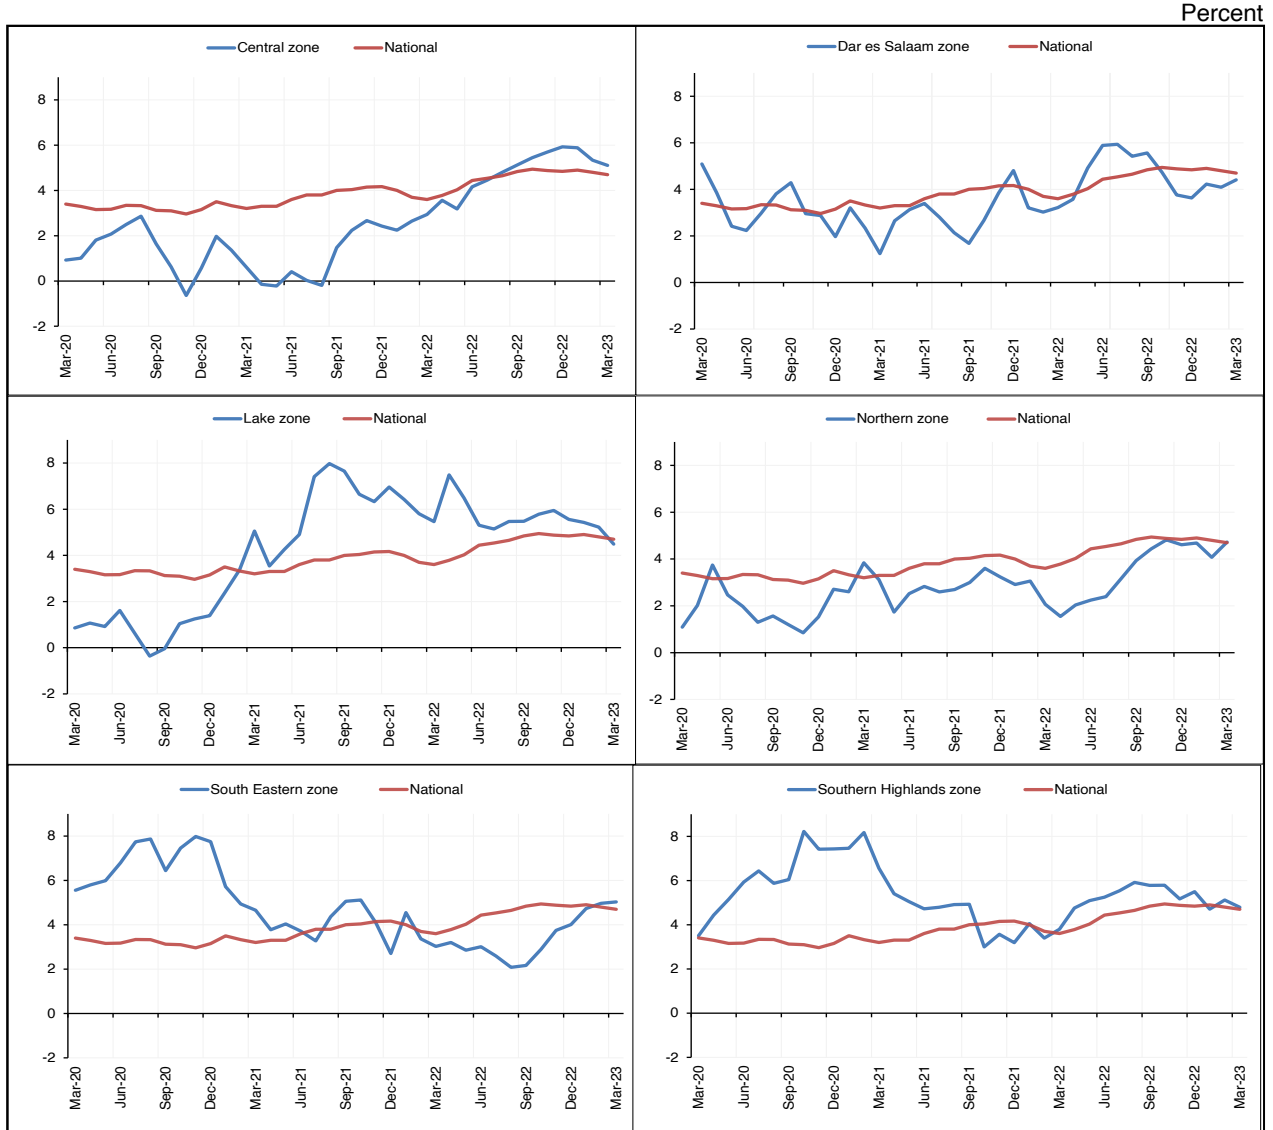 Percent
Central zone National
8
6
4
2
0
-2
Mar-20 Jun-20 Sep-20 Dec-20 Mar-21 Jun-21 Sep-21 Dec-21 Mar-22 Jun-22 Sep-22 Dec-22 Mar-23
Dar es Salaam zone National
8
6
4
2
0
-2
Mar-20 Jun-20 Sep-20 Dec-20 Mar-21 Jun-21 Sep-21 Dec-21 Mar-22 Jun-22 Sep-22 Dec-22 Mar-23
Lake zone National
8
6
4
2
0
-2
Mar-20 Jun-20 Sep-20 Dec-20 Mar-21 Jun-21 Sep-21 Dec-21 Mar-22 Jun-22 Sep-22 Dec-22 Mar-23
Northern zone National
8
6
4
2
0
-2
Mar-20 Jun-20 Sep-20 Dec-20 Mar-21 Jun-21 Sep-21 Dec-21 Mar-22 Jun-22 Sep-22 Dec-22 Mar-23
South Eastern zone National
8
6
4
2
0
-2
Mar-20 Jun-20 Sep-20 Dec-20 Mar-21 Jun-21 Sep-21 Dec-21 Mar-22 Jun-22 Sep-22 Dec-22 Mar-23
Southern Highlands zone National
8
6
4
2
0
-2
Mar-20 Jun-20 Sep-20 Dec-20 Mar-21 Jun-21 Sep-21 Dec-21 Mar-22 Jun-22 Sep-22 Dec-22 Mar-23